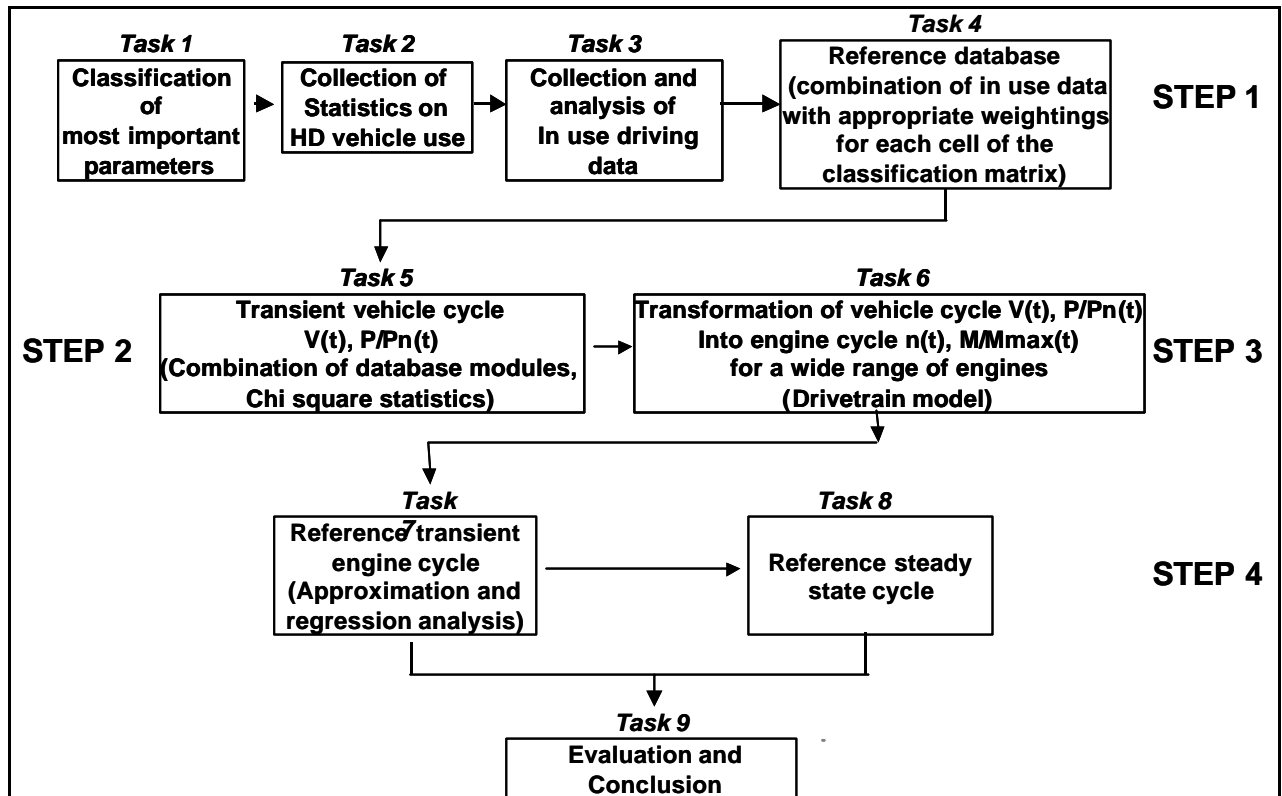 Task 1
Classification
of
most important
parameters
Task 2
Collection of
Statistics on
HD vehicle use
Task 3
Collection and
analysis of
In use driving
data
Task 4
Reference database
(combination of in use data
with appropriate weightings
for each cell of the
classification matrix)
STEP 1
STEP 2
Task 5
Transient vehicle cycle
V(t), P/Pn(t)
(Combination of database modules,
Chi square statistics)
Task 6
Transformation of vehicle cycle V(t), P/Pn(t)
Into engine cycle n(t), M/Mmax(t)
for a wide range of engines
(Drivetrain model)
STEP 3
Task
7
Reference transient
engine cycle
(Approximation and
regression analysis)
Task 8
Reference steady
state cycle
STEP 4
Task 9
Evaluation and
Conclusion